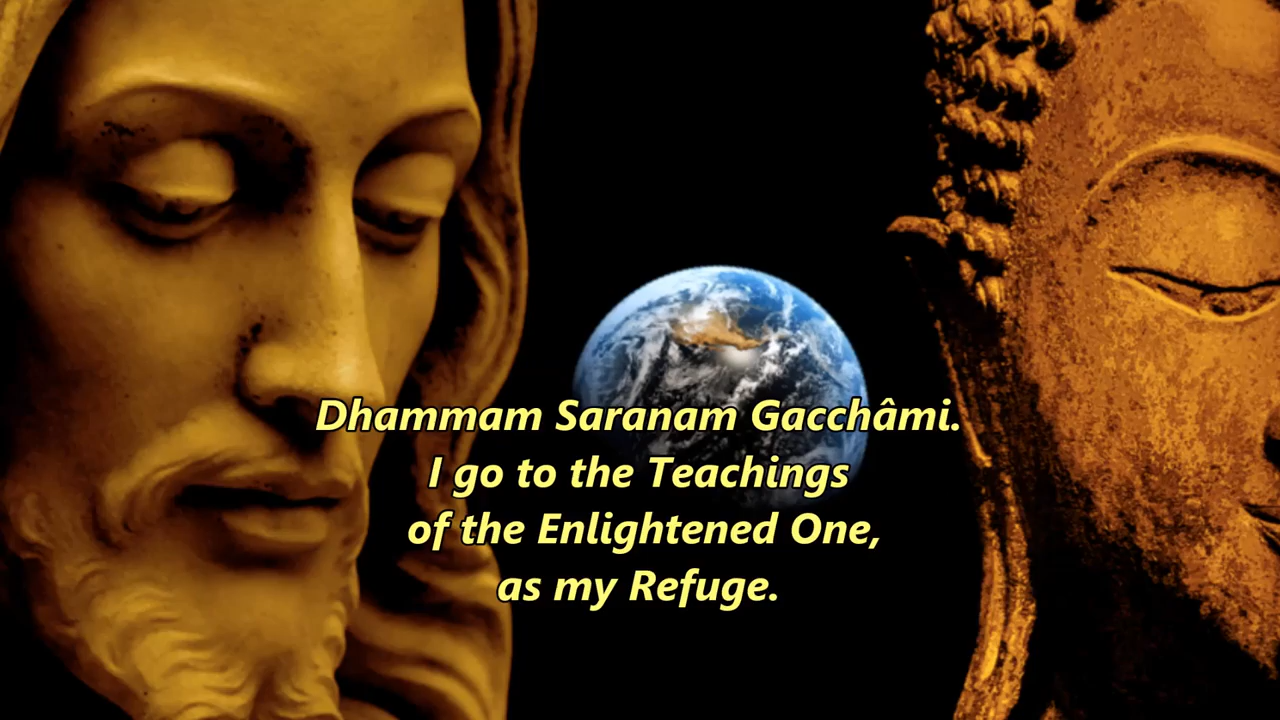 Dhammam Saranam Gacchâmi.
I go to the Teachings
of the Enlightened One,
as my Refuge.